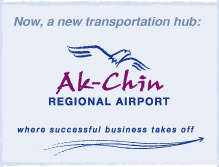 Now, a new transportation hub:
Ak-Chin
REGIONAL AIRPORT
where successful business takes off